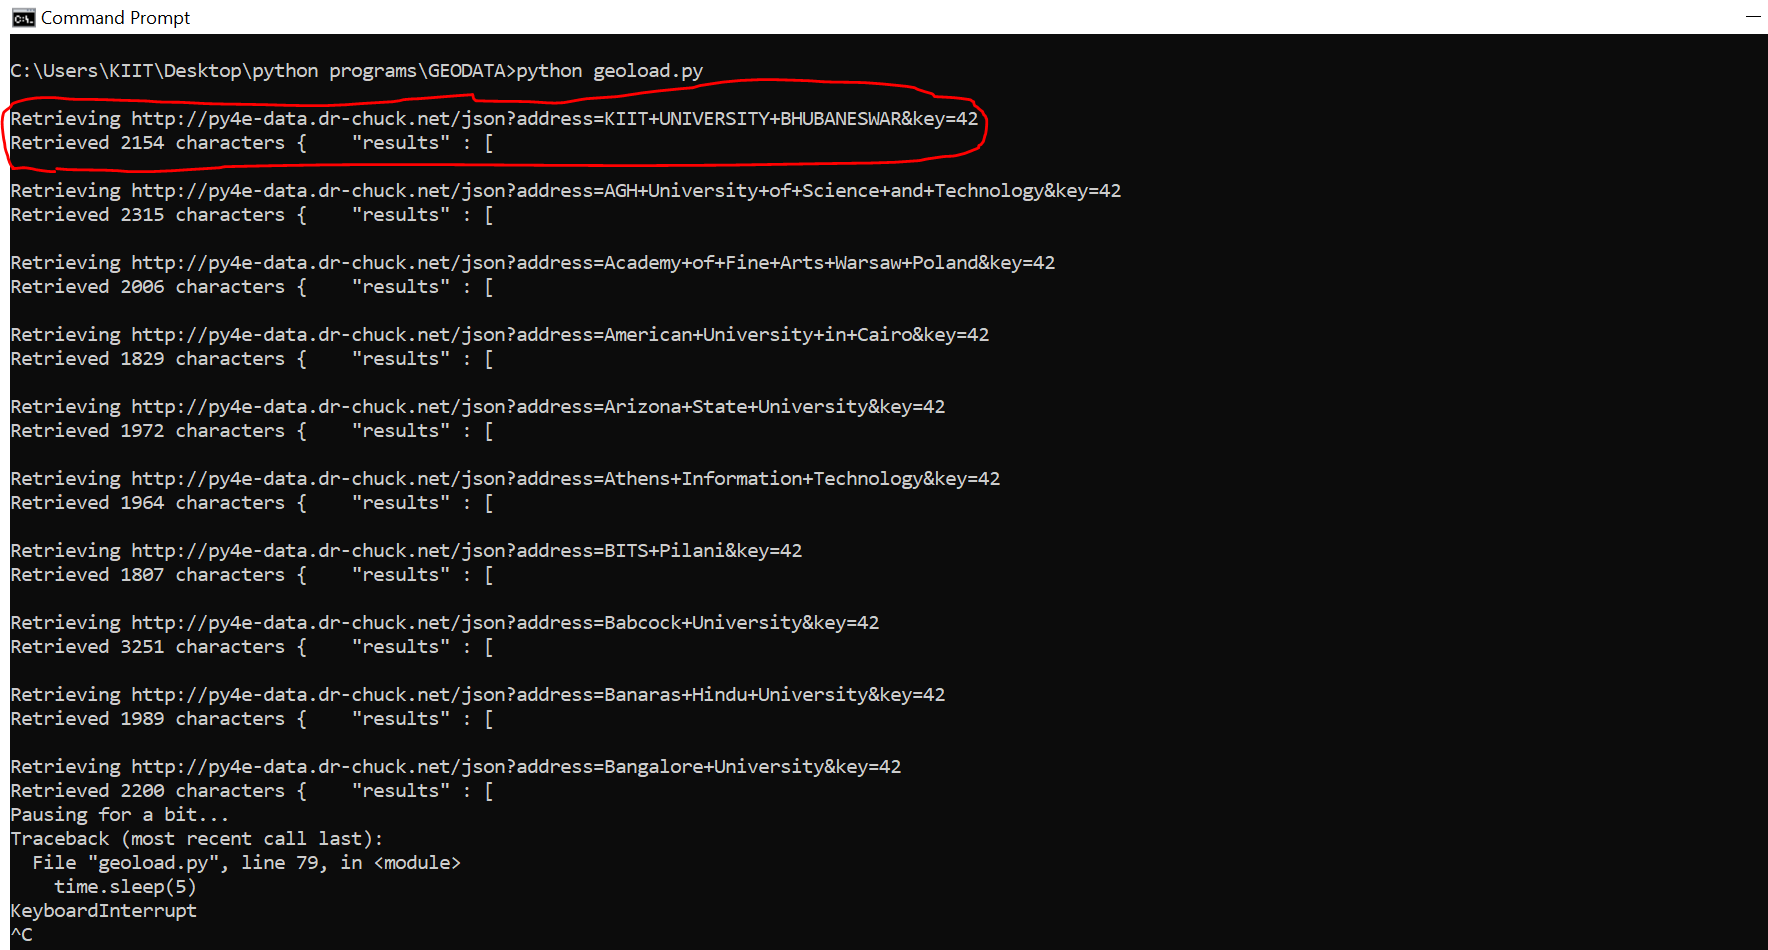 Command Prompt
C:\Users\KIIT\Desktop\python programs\GEODATA>python geoload.py
Retrieving http://py4e-data.dr-chuck.net/json?address=KIIT+UNIVERSITY+BHUBANESWAR&key=42
Retrieved 2154 characters {    "results" : [
Retrieving http://py4e-data.dr-chuck.net/json?address=AGH+University+of+Science+and+Technology&key=42
Retrieved 2315 characters {    "results" : [
Retrieving http://py4e-data.dr-chuck.net/json?address=Academy+of+Fine+Arts+Warsaw+Poland&key=42
Retrieved 2006 characters {    "results" : [
Retrieving http://py4e-data.dr-chuck.net/json?address=American+University+in+Cairo&key=42
Retrieved 1829 characters {    "results" : [
Retrieving http://py4e-data.dr-chuck.net/json?address=Arizona+State+University&key=42
Retrieved 1972 characters {    "results" : [
Retrieving http://py4e-data.dr-chuck.net/json?address=Athens+Information+Technology&key=42
Retrieved 1964 characters {    "results" : [
Retrieving http://py4e-data.dr-chuck.net/json?address=BITS+Pilani&key=42
Retrieved 1807 characters {    "results" : [
Retrieving http://py4e-data.dr-chuck.net/json?address=Babcock+University&key=42
Retrieved 3251 characters {    "results" : [
Retrieving http://py4e-data.dr-chuck.net/json?address=Banaras+Hindu+University&key=42
Retrieved 1989 characters {    "results" : [
Retrieving http://py4e-data.dr-chuck.net/json?address=Bangalore+University&key=42
Retrieved 2200 characters {    "results" : [
Pausing for a bit...
Traceback (most recent call last):
  File "geoload.py", line 79, in <module>
    time.sleep(5)
KeyboardInterrupt
^C